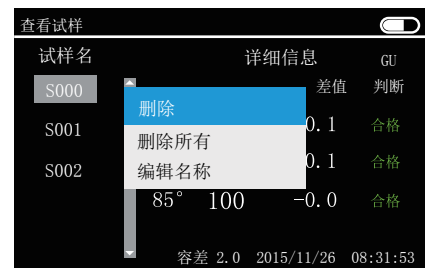 查看试样
试样名 详细信息 GU
S000 差值 判断
删除
S001 0.1 合格
删除所有
S002 编辑名称 0.1 合格
85° 100 -0.0 合格
容差 2.0 2015/11/26 08:31:53